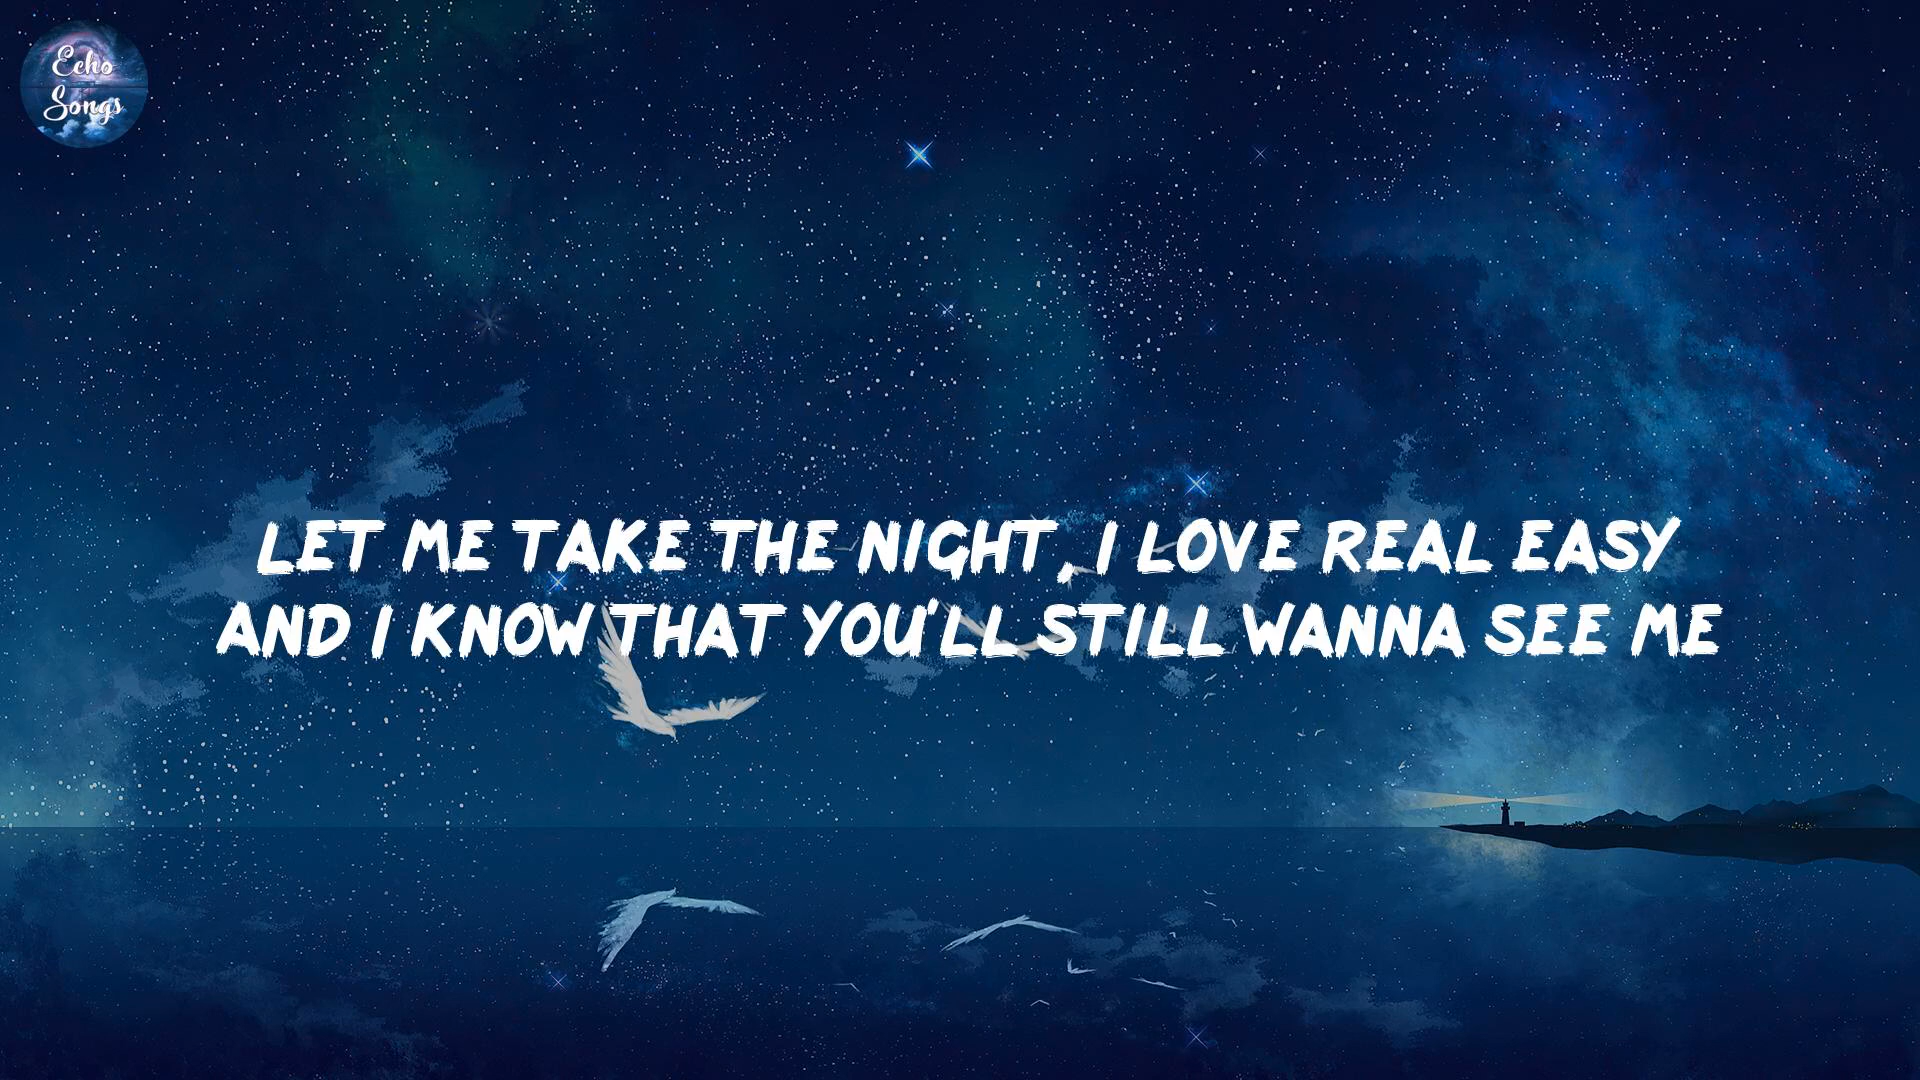 Echo
Songs
LET ME TAKE THE NIGHT, I LOVE REAL EASY
AND I KNOW THAT YOU'LL STILL WANNA SEE ME